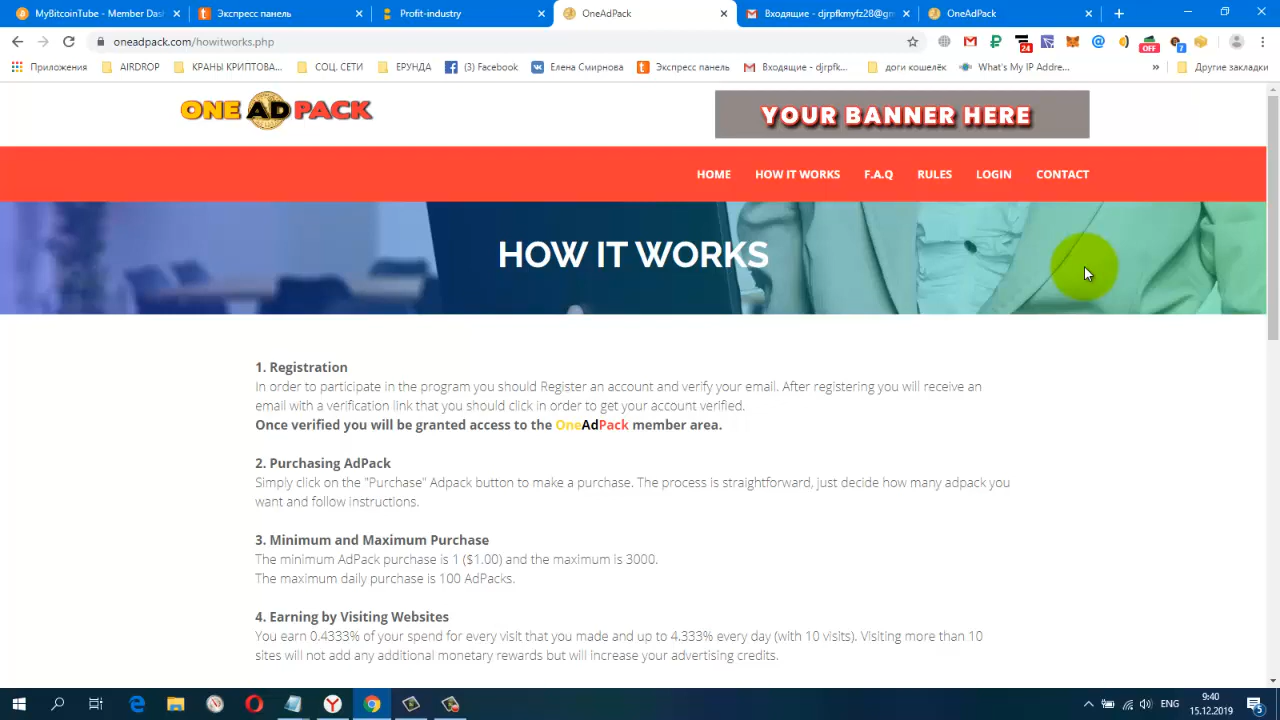 MyBitcoinTube - Member Das
Экспресс панель
Profit-industry
OneAdPack
Входящие - djrpfkmyfz28@gm
OneAdPack
oneadpack.com/howitworks.php
24
OFF
7
Приложения
AIRDROP
КРАНЫ КРИПТОВА...
СОЦ. СЕТИ
ЕРУНДА
(3) Facebook
Елена Смирнова
Экспресс панель
Входящие - djrpfk...
доги кошелёк
What's My IP Addre...
»
Другие закладки
ONE AD PACK
YOUR BANNER HERE
HOME
HOW IT WORKS
F.A.Q
RULES
LOGIN
CONTACT
HOW IT WORKS
1. Registration
In order to participate in the program you should Register an account and verify your email. After registering you will receive an
email with a verification link that you should click in order to get your account verified.
Once verified you will be granted access to the OneAdPack member area.
2. Purchasing AdPack
Simply click on the "Purchase" Adpack button to make a purchase. The process is straightforward, just decide how many adpack you
want and follow instructions.
3. Minimum and Maximum Purchase
The minimum AdPack purchase is 1 ($1.00) and the maximum is 3000.
The maximum daily purchase is 100 AdPacks.
4. Earning by Visiting Websites
You earn 0.4333% of your spend for every visit that you made and up to 4.333% every day (with 10 visits). Visiting more than 10
sites will not add any additional monetary rewards but will increase your advertising credits.
ENG
9:40
15.12.2019
5